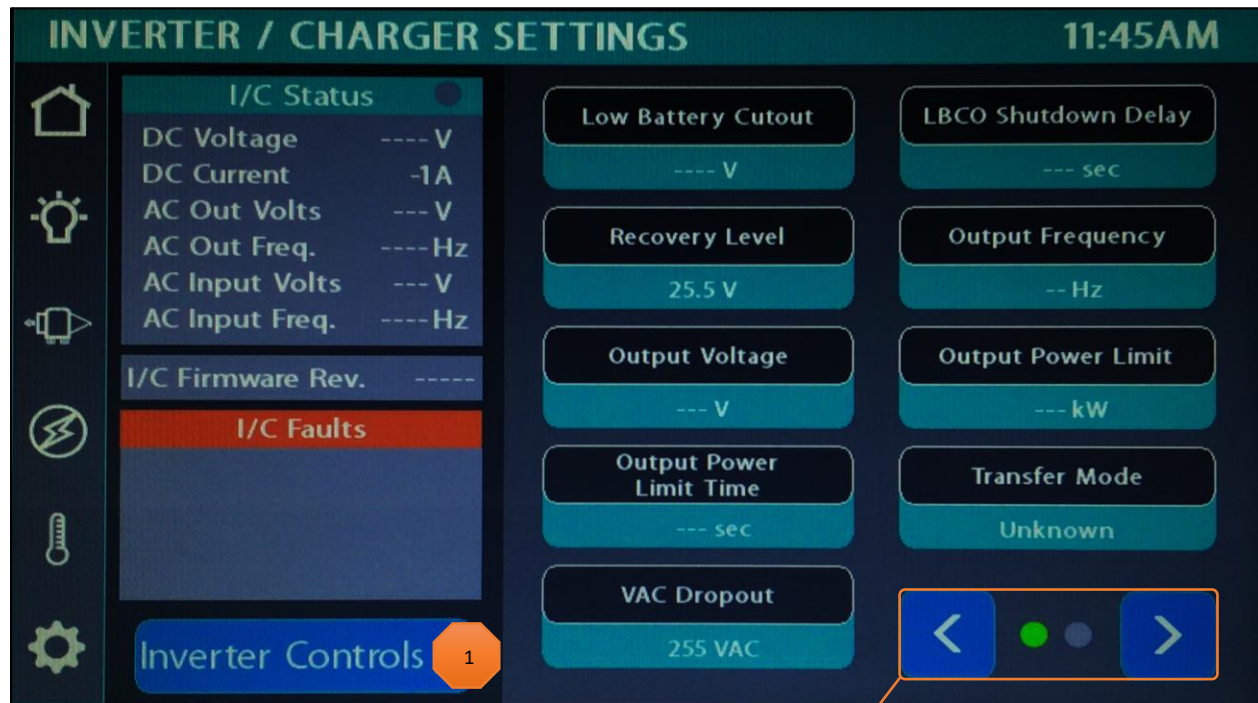 INVERTER / CHARGER SETTINGS
11:45AM
I/C Status
DC Voltage ---- V
DC Current -1 A
AC Out Volts --- V
AC Out Freq. ---- Hz
AC Input Volts --- V
AC Input Freq. ---- Hz
I/C Firmware Rev. -----
I/C Faults
Inverter Controls
1
Low Battery Cutout
---- V
LBCO Shutdown Delay
--- sec
Recovery Level
25.5 V
Output Frequency
-- Hz
Output Voltage
--- V
Output Power Limit
--- kW
Output Power
Limit Time
--- sec
Transfer Mode
Unknown
VAC Dropout
255 VAC
< >